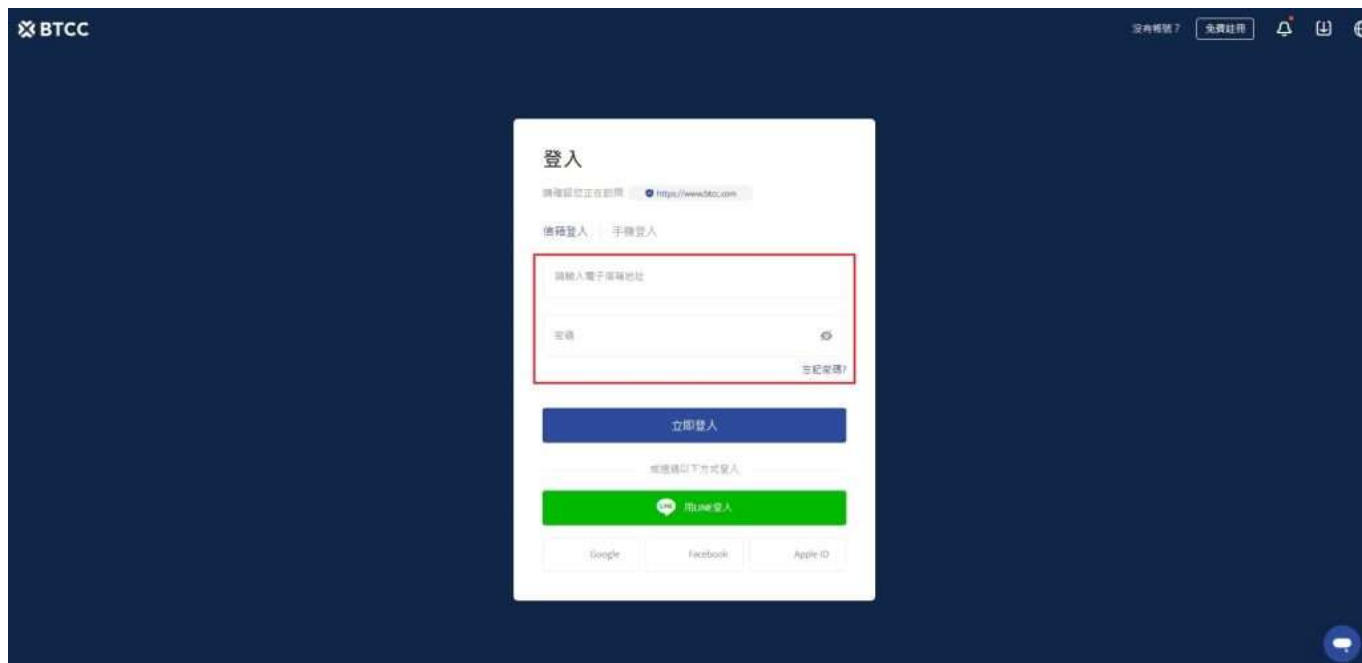 BTCC
沒有帳號？ 免費註冊
登入
請確認您正在訪問 https://www.btcc.com
信箱登入 手機登入
請輸入電子信箱地址
密碼
忘記密碼?
立即登入
或透過以下方式登入
LINE 用LINE登入
Google Facebook Apple ID